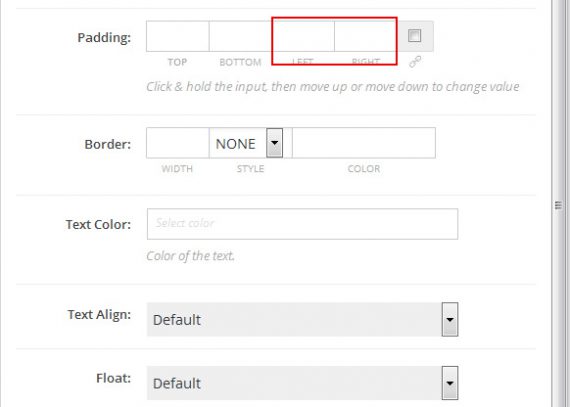 Padding:
TOP BOTTOM LEFT RIGHT
Click & hold the input, then move up or move down to change value
Border:
NONE
WIDTH STYLE COLOR
Text Color:
Select color
Color of the text.
Text Align:
Default
Float:
Default